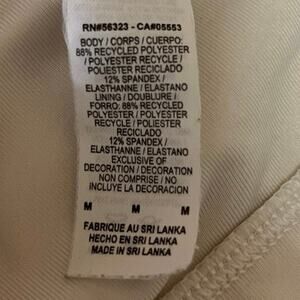 RN#56323 - CA#05553
BODY / CORPS / CUERPO:
88% RECYCLED POLYESTER
/ POLYESTER RECYCLE /
POLIESTER RECICLADO
12% SPANDEX /
ELASTHANNE / ELASTANO
LINING / DOUBLURE /
FORRO: 88% RECYCLED
POLYESTER / POLYESTER
RECYCLE / POLIESTER
RECICLADO
12% SPANDEX /
ELASTHANNE / ELASTANO
EXCLUSIVE OF
DECORATION / DECORATION
NON COMPRISE / NO
INCLUYE LA DECORACION
M M M
FABRIQUE AU SRI LANKA
HECHO EN SRI LANKA
MADE IN SRI LANKA